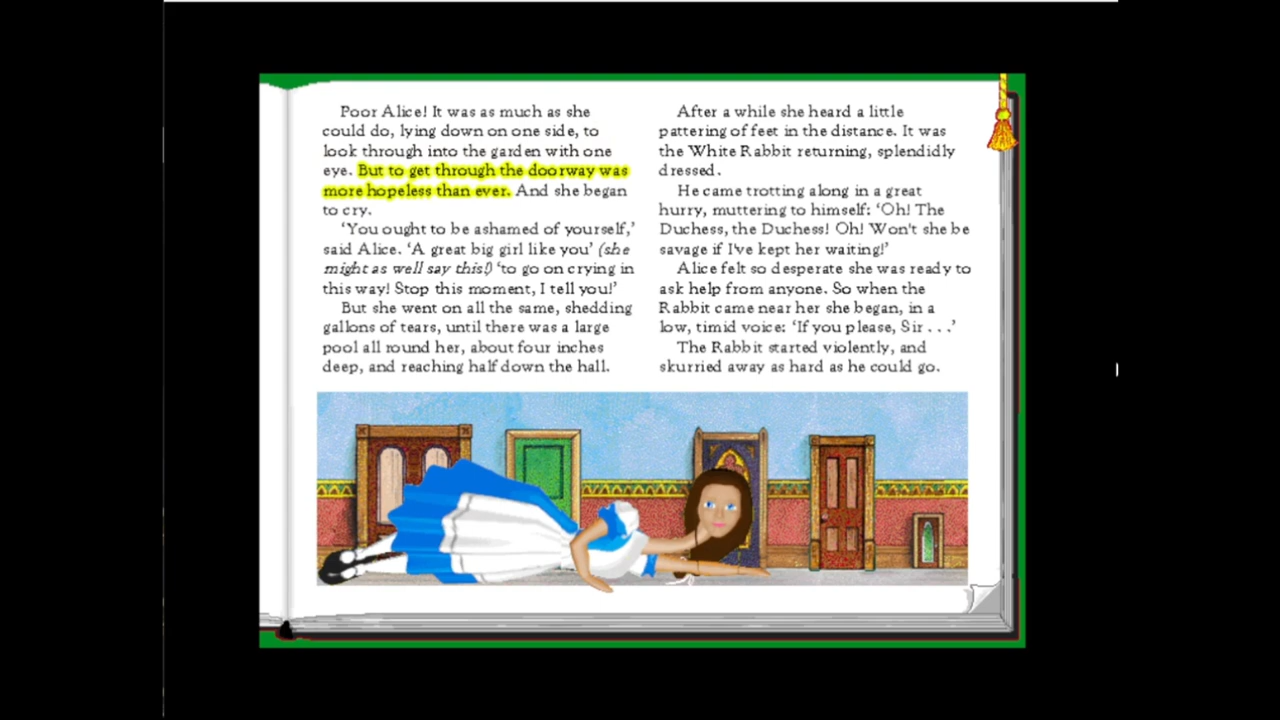 Poor Alice! It was as much as she
could do, lying down on one side, to
look through into the garden with one
eye. But to get through the doorway was
more hopeless than ever. And she began
to cry.
‘You ought to be ashamed of yourself,’
said Alice. ‘A great big girl like you’ (she
might as well say this!) ‘to go on crying in
this way! Stop this moment, I tell you!’
But she went on all the same, shedding
gallons of tears, until there was a large
pool all round her, about four inches
deep, and reaching half down the hall.
After a while she heard a little
pattering of feet in the distance. It was
the White Rabbit returning, splendidly
dressed.
He came trotting along in a great
hurry, muttering to himself: ‘Oh! The
Duchess, the Duchess! Oh! Won't she be
savage if I've kept her waiting!’
Alice felt so desperate she was ready to
ask help from anyone. So when the
Rabbit came near her she began, in a
low, timid voice: ‘If you please, Sir . . .’
The Rabbit started violently, and
skurried away as hard as he could go.